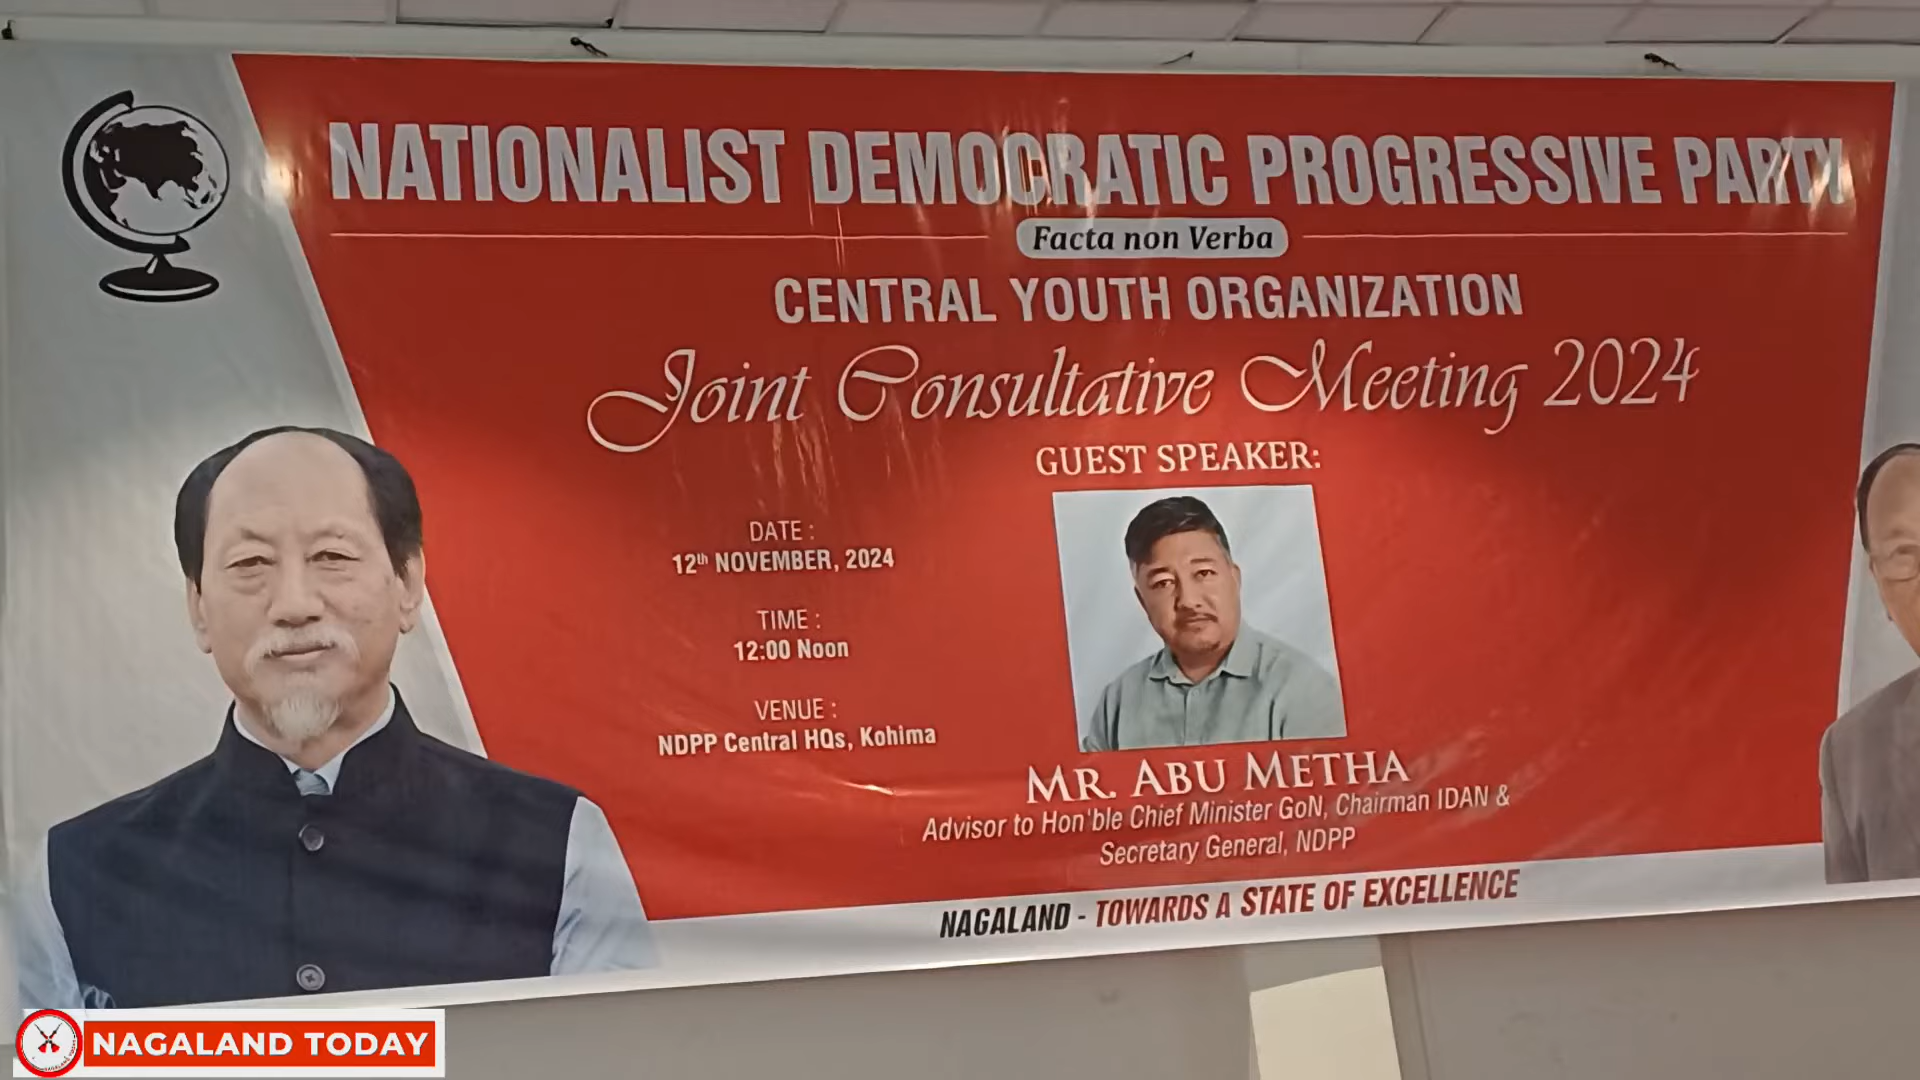 NATIONALIST DEMOCRATIC PROGRESSIVE PARTY
Facta non Verba
CENTRAL YOUTH ORGANIZATION
Joint Consultative Meeting 2024
GUEST SPEAKER:
DATE :
12th NOVEMBER, 2024
TIME :
12:00 Noon
VENUE :
NDPP Central HQs, Kohima
MR. ABU METHA
Advisor to Hon'ble Chief Minister GoN, Chairman IDAN &
Secretary General, NDPP
NAGALAND - TOWARDS A STATE OF EXCELLENCE
NAGALAND TODAY